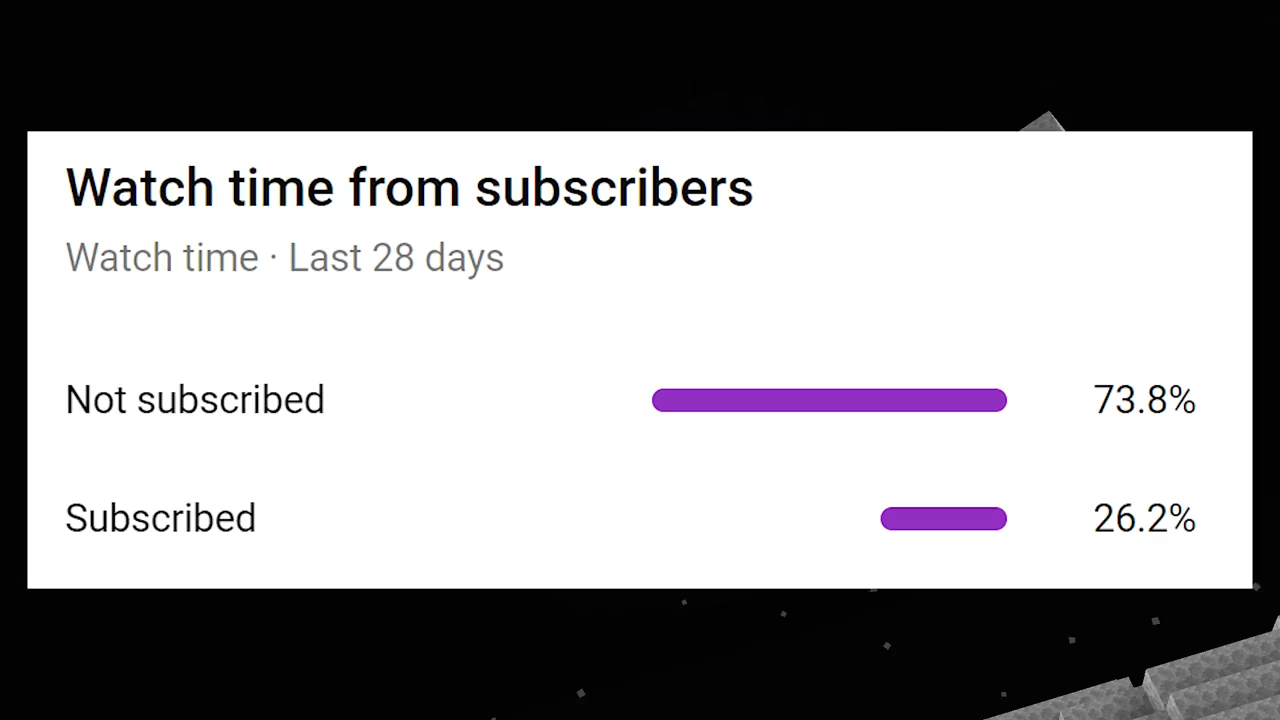 Watch time from subscribers
Watch time · Last 28 days
Not subscribed 73.8%
Subscribed 26.2%